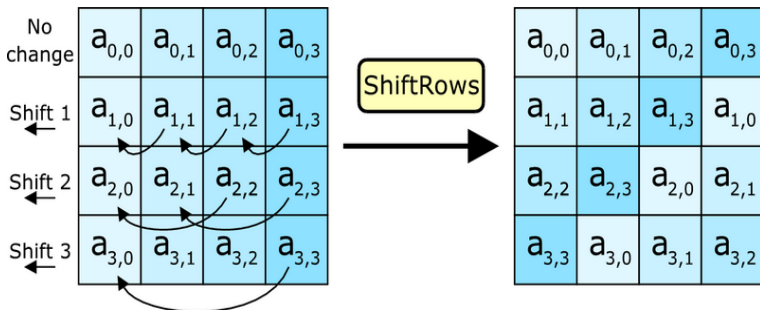 No change a0,0 a0,1 a0,2 a0,3
Shift 1 a1,0 a1,1 a1,2 a1,3
Shift 2 a2,0 a2,1 a2,2 a2,3
Shift 3 a3,0 a3,1 a3,2 a3,3
ShiftRows
a0,0 a0,1 a0,2 a0,3
a1,1 a1,2 a1,3 a1,0
a2,2 a2,3 a2,0 a2,1
a3,3 a3,0 a3,1 a3,2